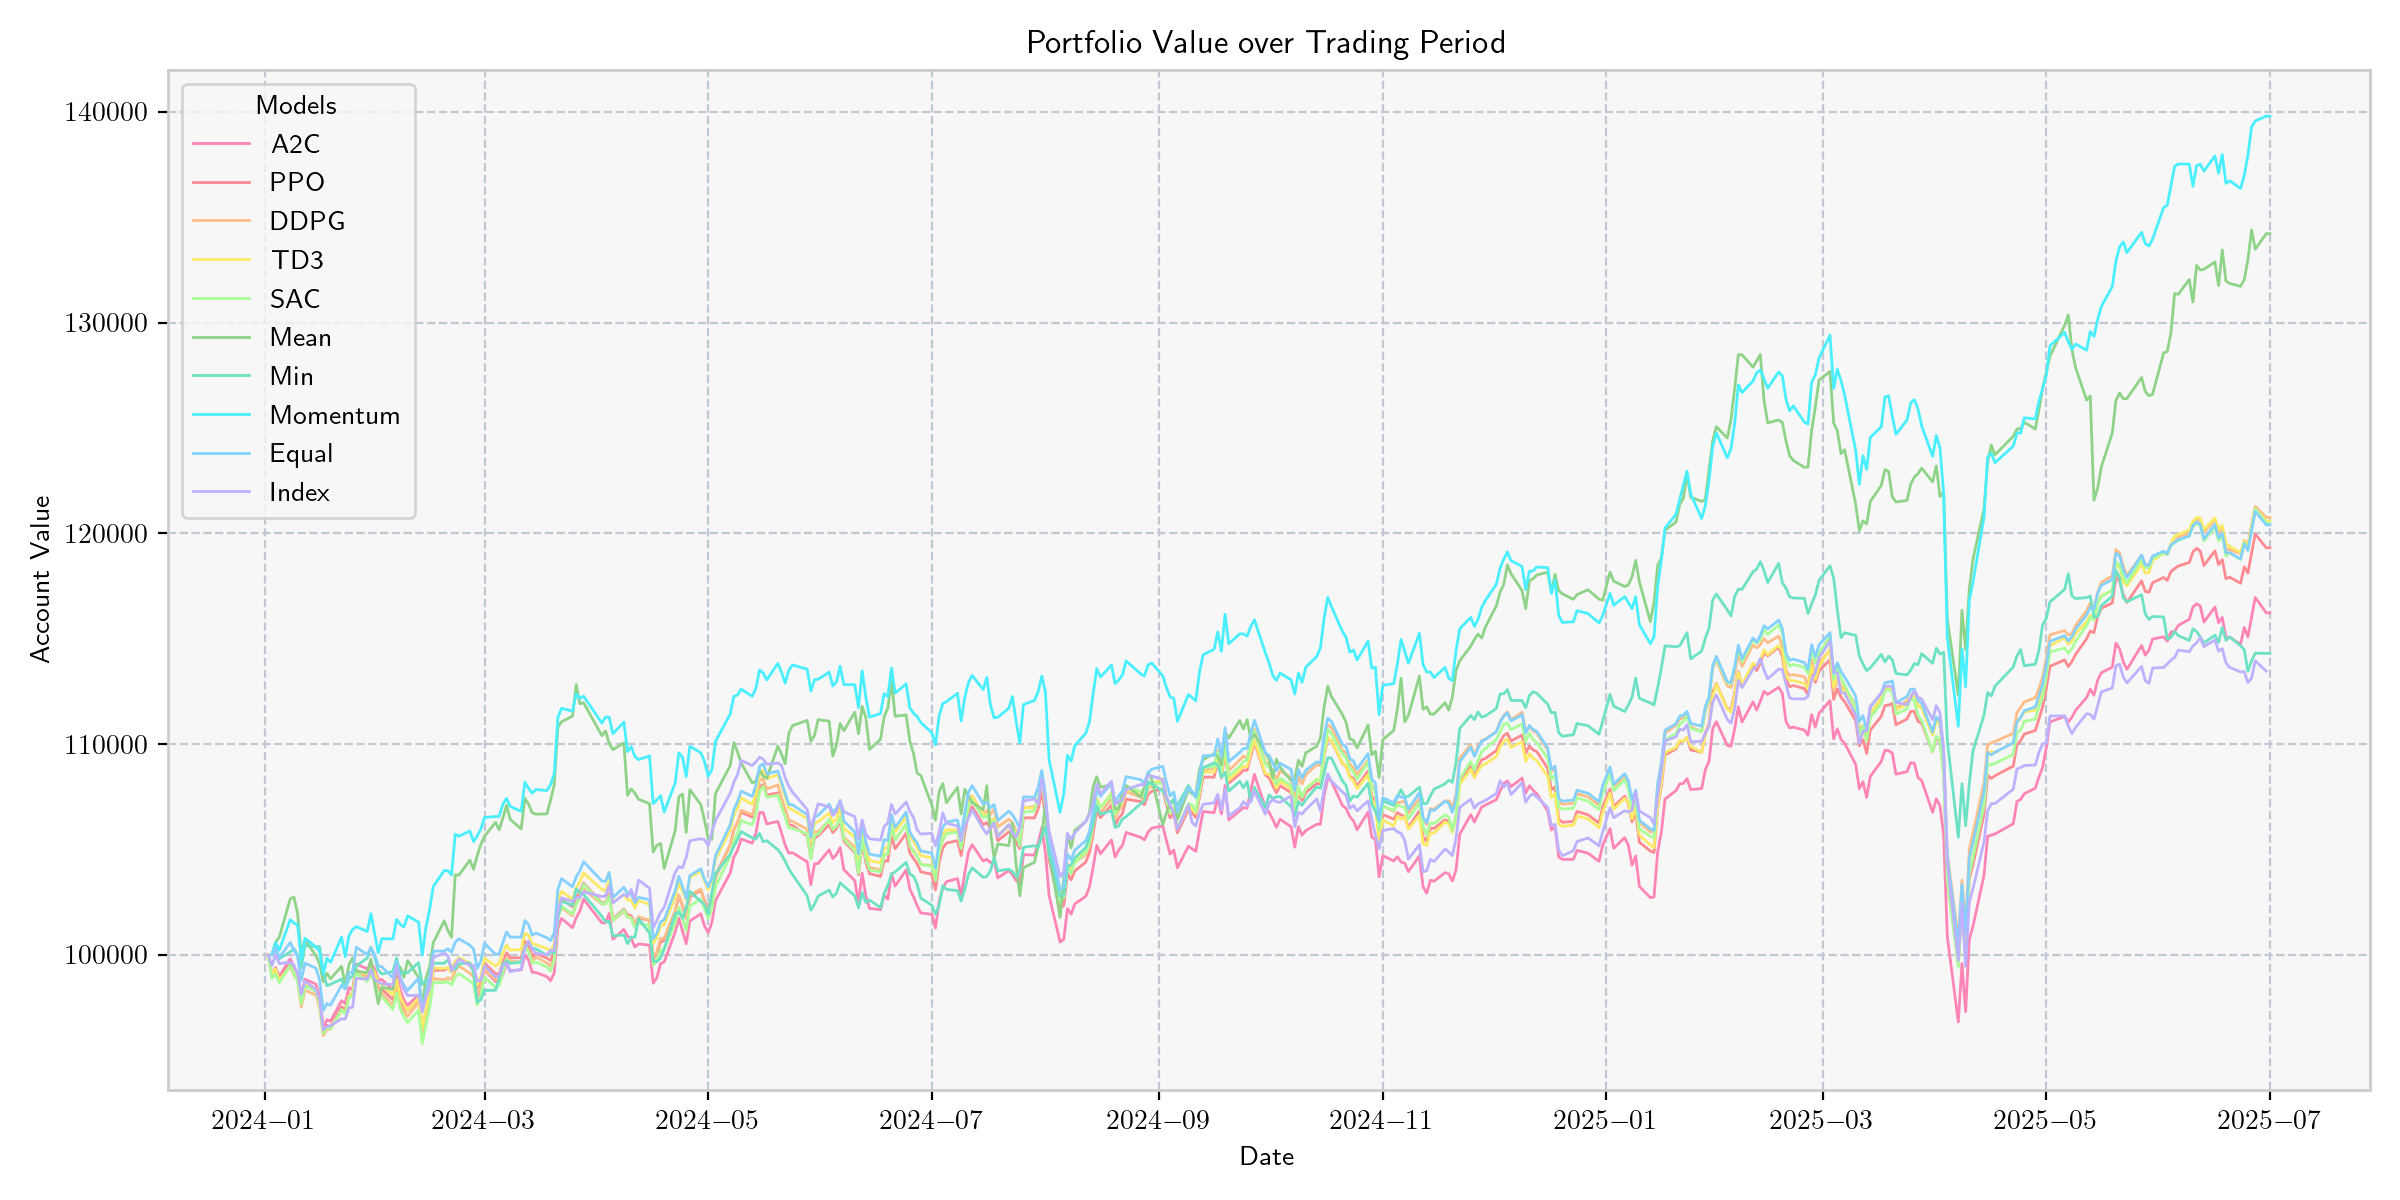 Portfolio Value over Trading Period
Models
A2C
PPO
DDPG
TD3
SAC
Mean
Min
Momentum
Equal
Index
140000
130000
120000
110000
100000
Account Value
2024−01
2024−03
2024−05
2024−07
2024−09
2024−11
2025−01
2025−03
2025−05
2025−07
Date